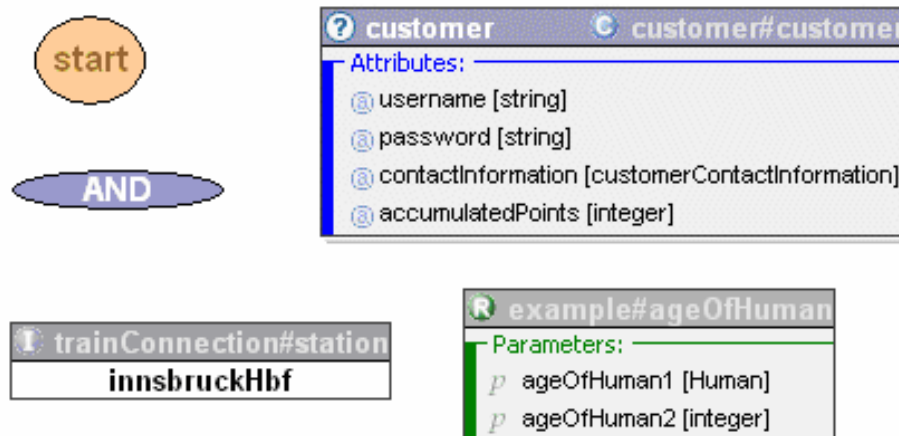 start
? customer C customer#customer
Attributes:
@ username [string]
@ password [string]
@ contactInformation [customerContactInformation]
@ accumulatedPoints [integer]
AND
I trainConnection#station
innsbruckHbf
R example#ageOfHuman
Parameters:
p ageOfHuman1 [Human]
p ageOfHuman2 [integer]